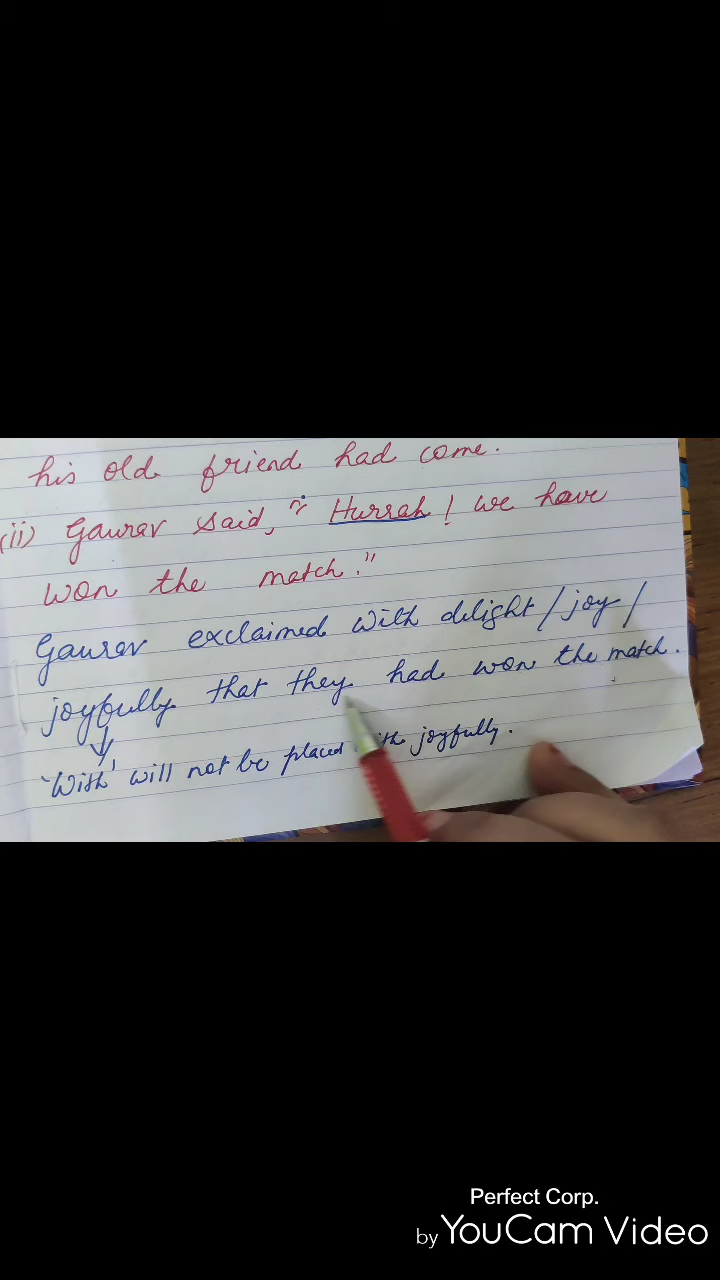 his old friend had come.
(ii) Gaurav said, " Hurrah ! we have
won the match."
Gaurav exclaimed with delight / joy /
joyfully that they had won the match.
'With' will not be placed with joyfully.
Perfect Corp.
by YouCam Video